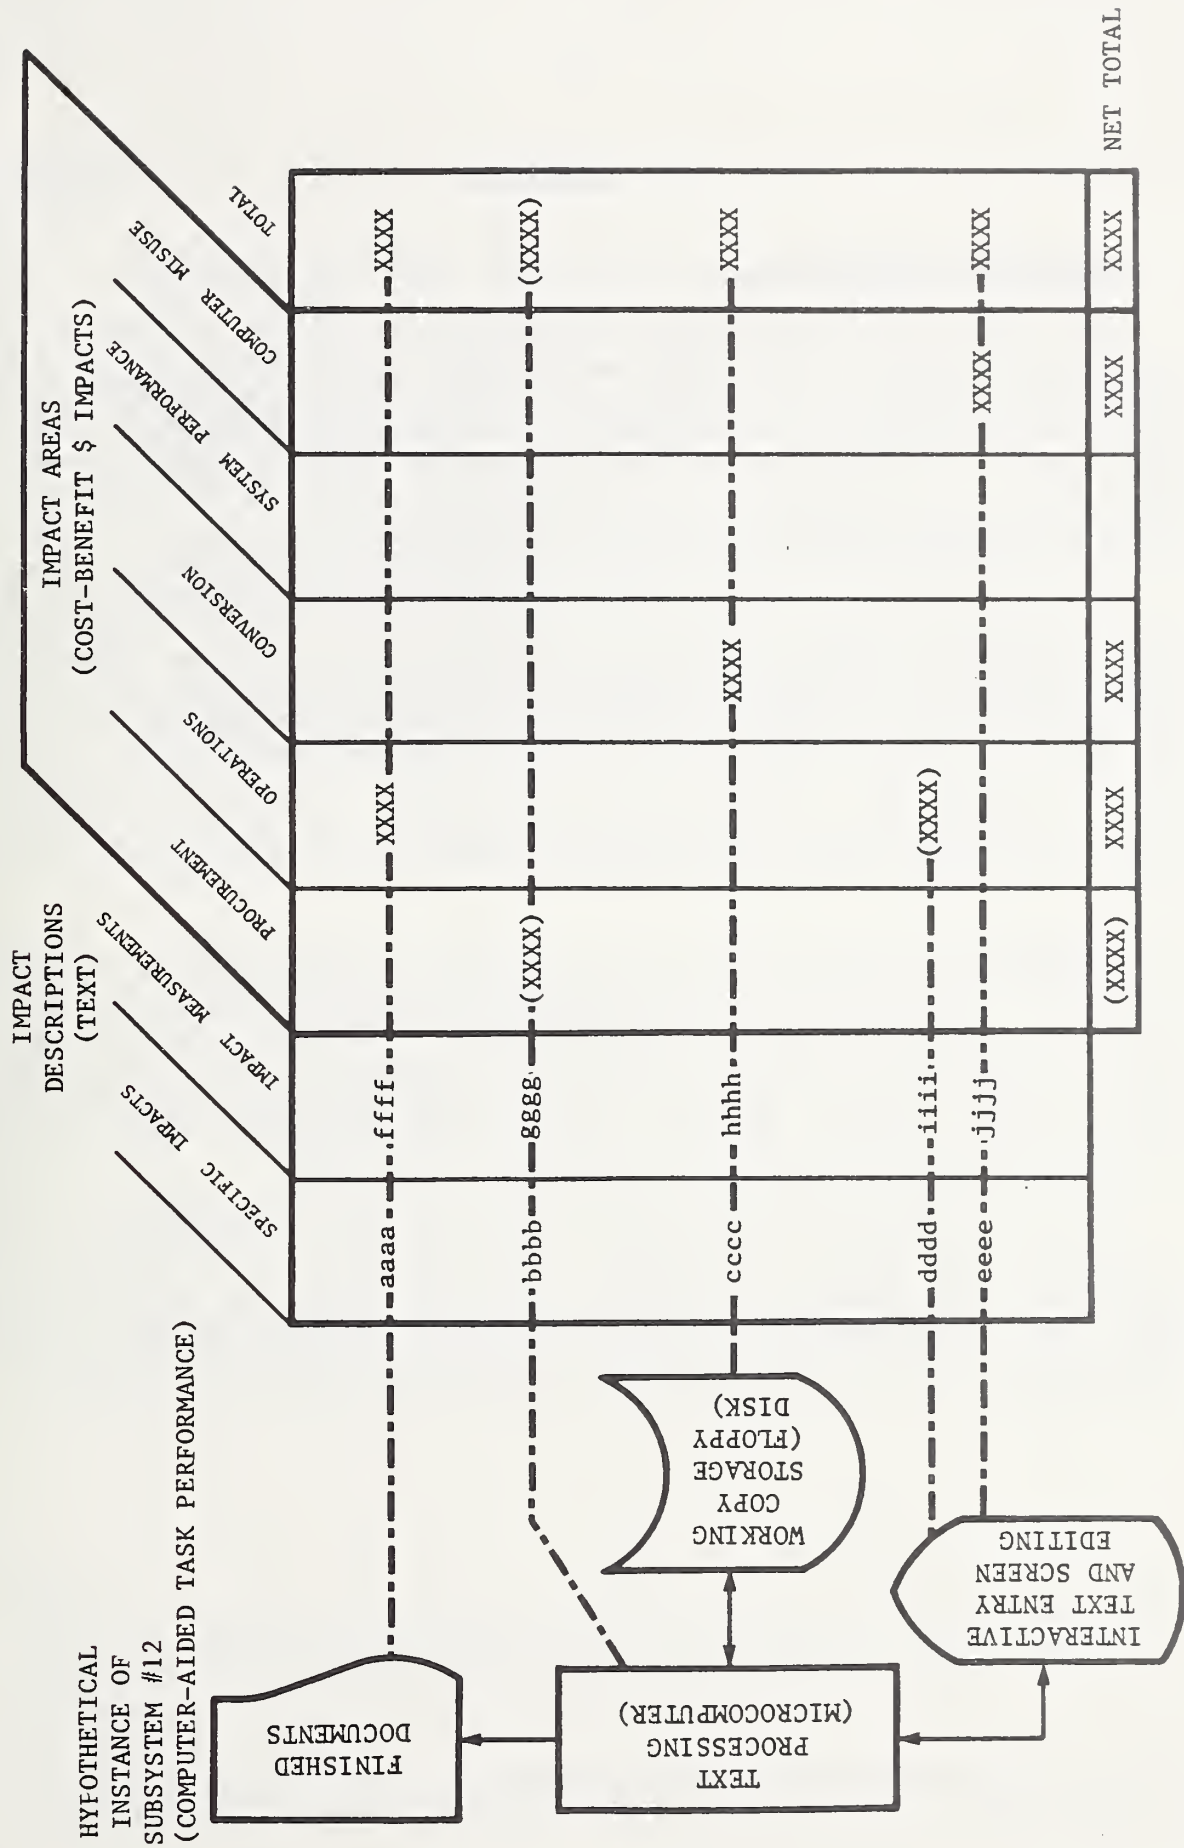 HYPOTHETICAL
INSTANCE OF
SUBSYSTEM #12
(COMPUTER-AIDED TASK PERFORMANCE)
IMPACT
DESCRIPTIONS
(TEXT)
IMPACT AREAS
(COST-BENEFIT $ IMPACTS)
SPECIFIC IMPACTS
IMPACT MEASUREMENTS
PROCUREMENT
OPERATIONS
CONVERSION
SYSTEM PERFORMANCE
COMPUTER MISUSE
TOTAL
FINISHED
DOCUMENTS
aaaa ffff XXXX XXXX
TEXT
PROCESSING
(MICROCOMPUTER)
bbbb gggg (XXXX) (XXXX)
WORKING
COPY
STORAGE
(FLOPPY
DISK)
cccc hhhh XXXX XXXX
INTERACTIVE
TEXT ENTRY
AND SCREEN
EDITING
dddd iiii (XXXX)
eeee jjjj XXXX XXXX
(XXXX) XXXX XXXX XXXX XXXX NET TOTAL